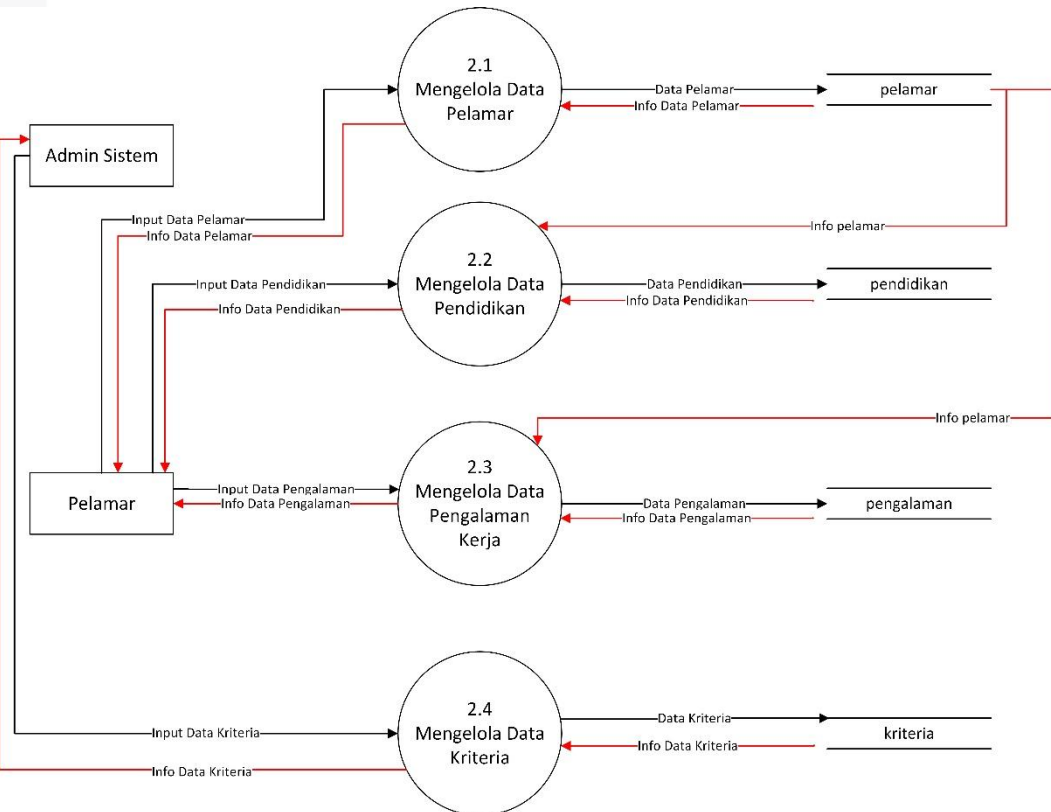 2.1
Mengelola Data
Pelamar
Data Pelamar
Info Data Pelamar
pelamar
Admin Sistem
Input Data Pelamar
Info Data Pelamar
Info pelamar
2.2
Mengelola Data
Pendidikan
Input Data Pendidikan
Info Data Pendidikan
Data Pendidikan
Info Data Pendidikan
pendidikan
Info pelamar
2.3
Mengelola Data
Pengalaman
Kerja
Pelamar
Input Data Pengalaman
Info Data Pengalaman
Data Pengalaman
Info Data Pengalaman
pengalaman
2.4
Mengelola Data
Kriteria
Input Data Kriteria
Info Data Kriteria
Data Kriteria
Info Data Kriteria
kriteria